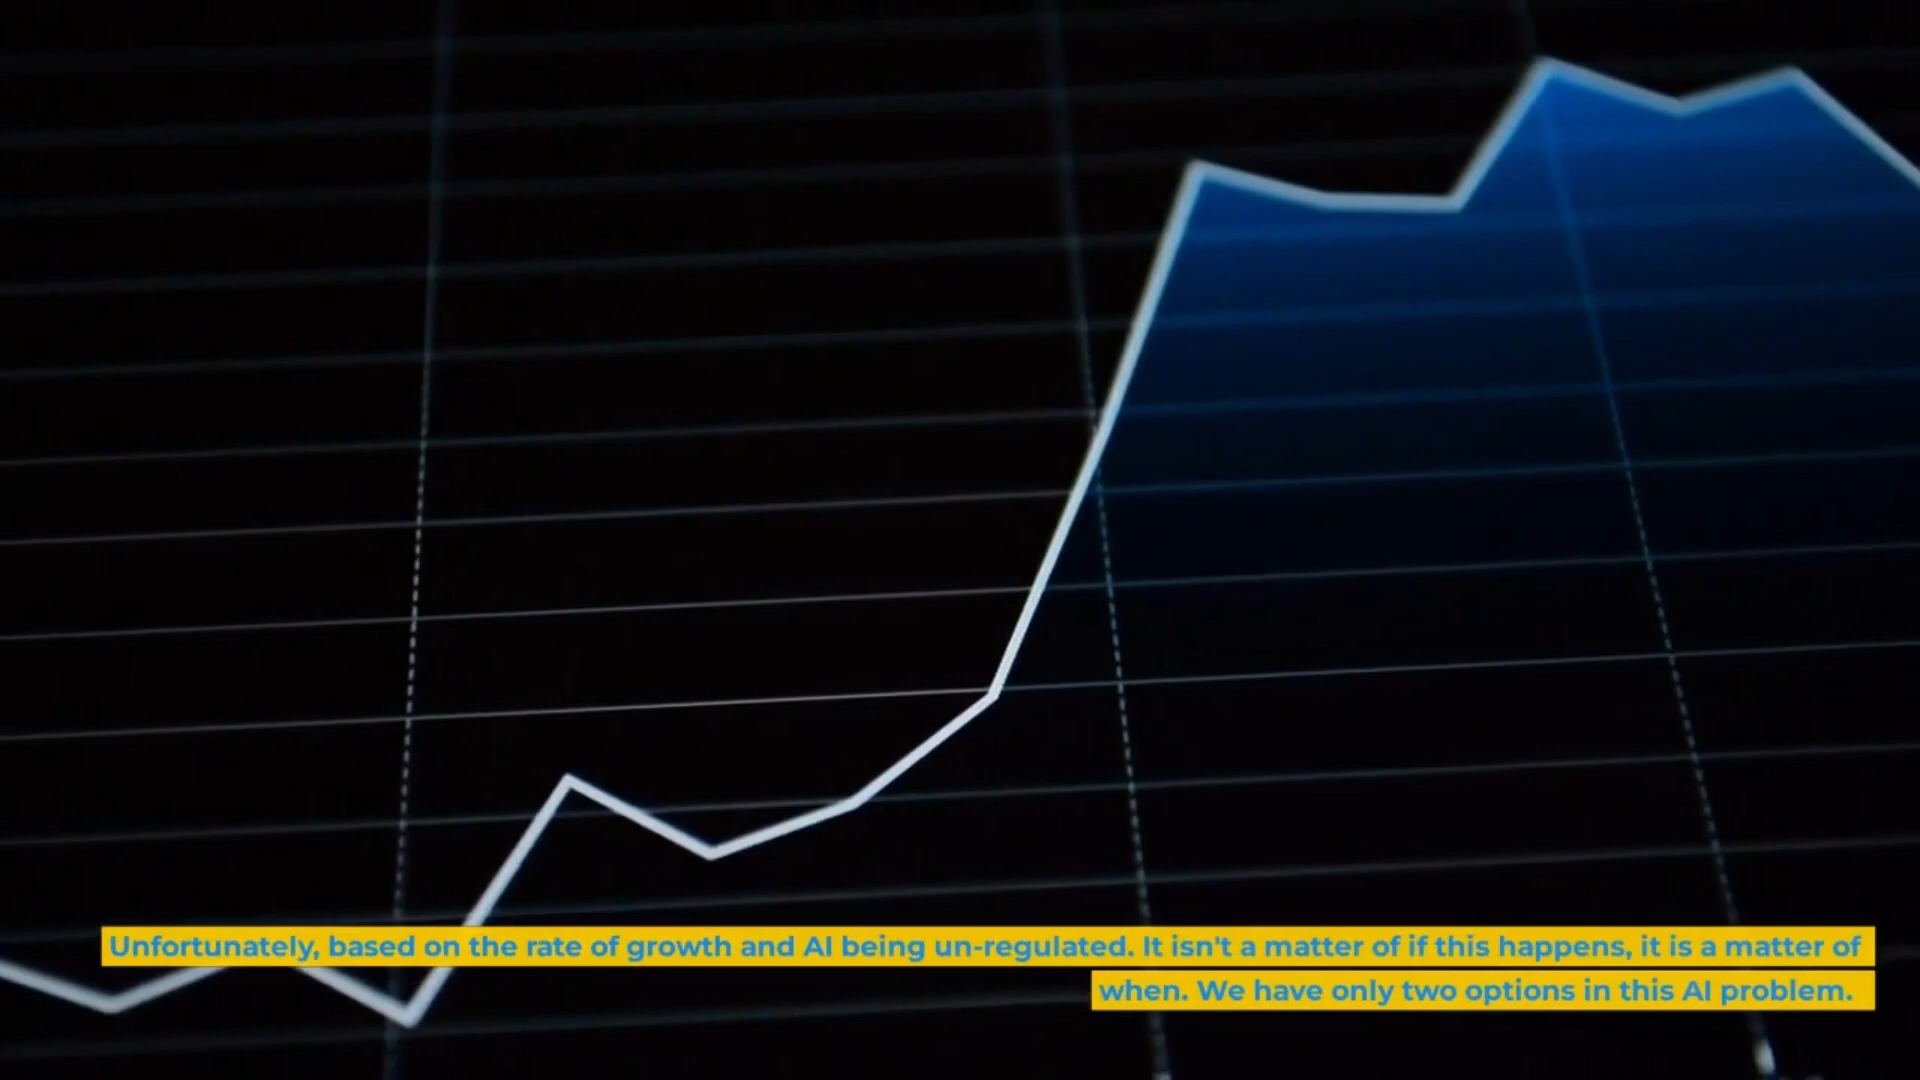 Unfortunately, based on the rate of growth and AI being un-regulated. It isn't a matter of if this happens, it is a matter of
when. We have only two options in this AI problem.